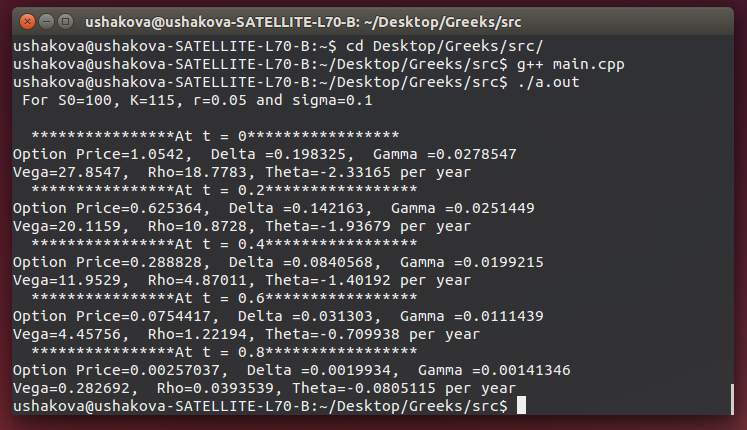 ushakova@ushakova-SATELLITE-L70-B: ~/Desktop/Greeks/src
ushakova@ushakova-SATELLITE-L70-B:~$ cd Desktop/Greeks/src/
ushakova@ushakova-SATELLITE-L70-B:~/Desktop/Greeks/src$ g++ main.cpp
ushakova@ushakova-SATELLITE-L70-B:~/Desktop/Greeks/src$ ./a.out
 For S0=100, K=115, r=0.05 and sigma=0.1
  ****************At t = 0*****************
Option Price=1.0542,  Delta =0.198325,  Gamma =0.0278547
Vega=27.8547,  Rho=18.7783, Theta=-2.33165 per year
  ****************At t = 0.2*****************
Option Price=0.625364,  Delta =0.142163,  Gamma =0.0251449
Vega=20.1159,  Rho=10.8728, Theta=-1.93679 per year
  ****************At t = 0.4*****************
Option Price=0.288828,  Delta =0.0840568,  Gamma =0.0199215
Vega=11.9529,  Rho=4.87011, Theta=-1.40192 per year
  ****************At t = 0.6*****************
Option Price=0.0754417,  Delta =0.031303,  Gamma =0.0111439
Vega=4.45756,  Rho=1.22194, Theta=-0.709938 per year
  ****************At t = 0.8*****************
Option Price=0.00257037,  Delta =0.0019934,  Gamma =0.00141346
Vega=0.282692,  Rho=0.0393539, Theta=-0.0805115 per year
ushakova@ushakova-SATELLITE-L70-B:~/Desktop/Greeks/src$